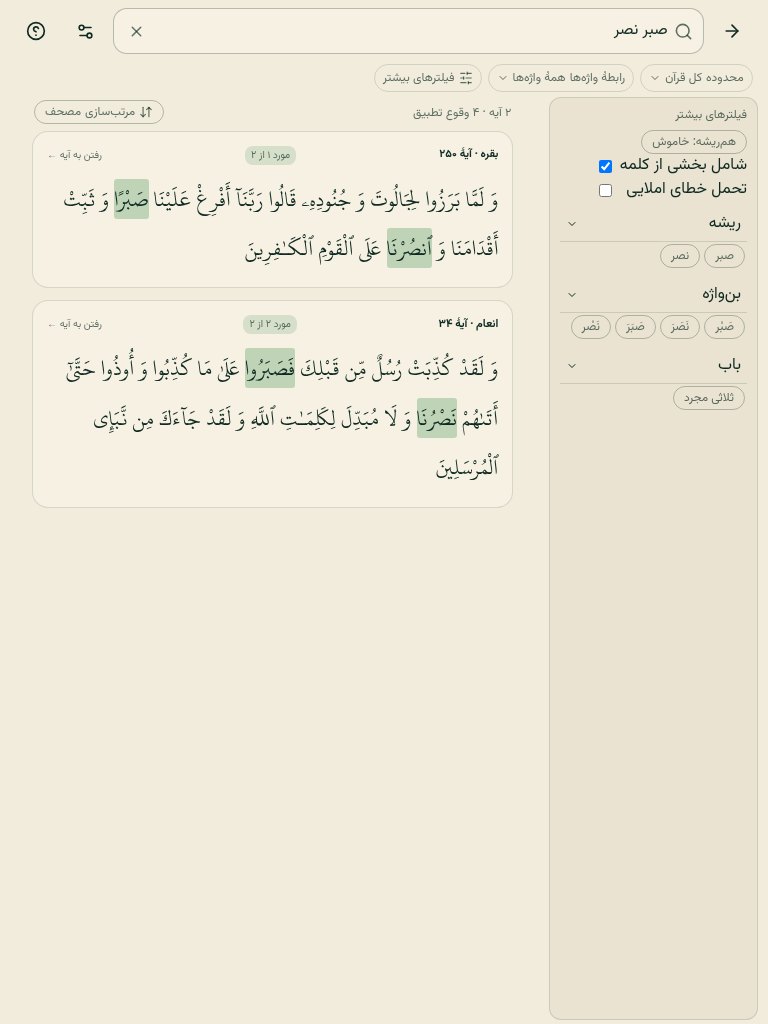 صبر نصر
محدوده کل قرآن
رابطهٔ واژه‌ها همهٔ واژه‌ها
فیلترهای بیشتر
فیلترهای بیشتر
هم‌ریشه: خاموش
شامل بخشی از کلمه
تحمل خطای املایی
ریشه
صبر
نصر
بن‌واژه
صَبْر
نَصَرَ
صَبَرَ
نَصْر
باب
ثلاثی مجرد
۲ آیه · ۴ وقوع تطبیق
مرتب‌سازی مصحف
بقره · آیهٔ ۲۵۰
مورد ۱ از ۲
رفتن به آیه ←
وَ لَمَّا بَرَزُوا لِجَالُوتَ وَ جُنُودِهِۦ قَالُوا رَبَّنَآ أَفْرِغْ عَلَيْنَا صَبْرًا وَ ثَبِّتْ
أَقْدَامَنَا وَ ٱنصُرْنَا عَلَى ٱلْقَوْمِ ٱلْكَـٰفِرِينَ
انعام · آیهٔ ۳۴
مورد ۲ از ۲
رفتن به آیه ←
وَ لَقَدْ كُذِّبَتْ رُسُلٌ مِّن قَبْلِكَ فَصَبَرُوا عَلَىٰ مَا كُذِّبُوا وَ أُوذُوا حَتَّىٰٓ
أَتَىٰهُمْ نَصْرُنَا وَ لَا مُبَدِّلَ لِكَلِمَـٰتِ ٱللَّهِ وَ لَقَدْ جَآءَكَ مِن نَّبَإِى
ٱلْمُرْسَلِينَ